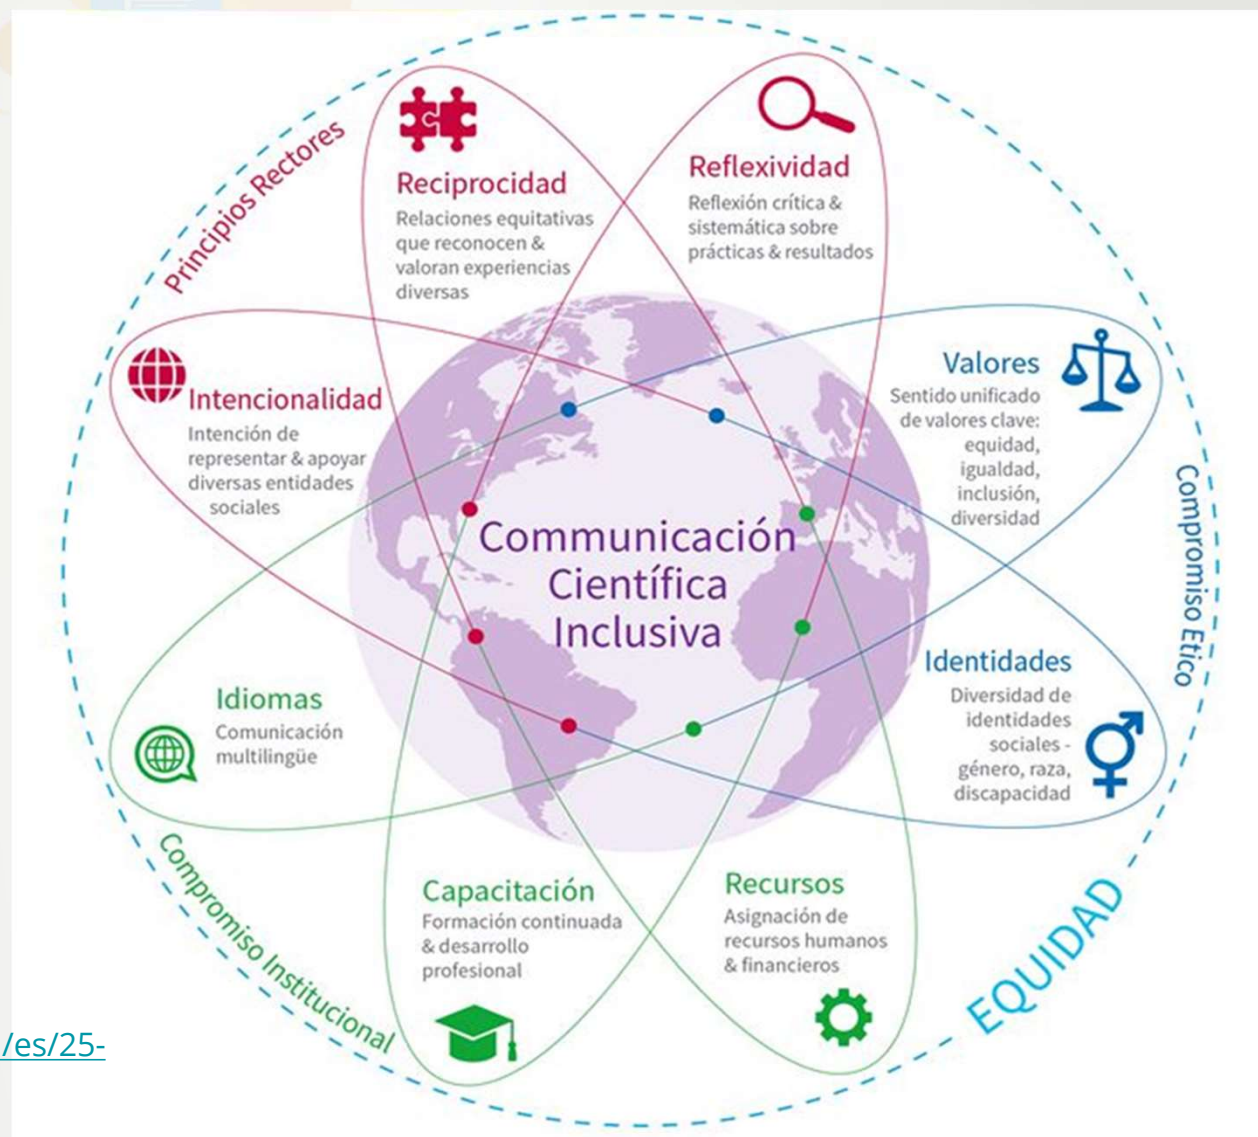 Principios Rectores
Reciprocidad
Relaciones equitativas
que reconocen &
valoran experiencias
diversas
Reflexividad
Reflexión crítica &
sistemática sobre
prácticas & resultados
Intencionalidad
Intención de
representar & apoyar
diversas entidades
sociales
Valores
Sentido unificado
de valores clave:
equidad,
igualdad,
inclusión,
diversidad
Compromiso Etico
Communicación
Científica
Inclusiva
Identidades
Diversidad de
identidades
sociales -
género, raza,
discapacidad
Idiomas
Comunicación
multilingüe
Compromiso Institucional
Capacitación
Formación continuada
& desarrollo
profesional
Recursos
Asignación de
recursos humanos
& financieros
EQUIDAD
/es/25-